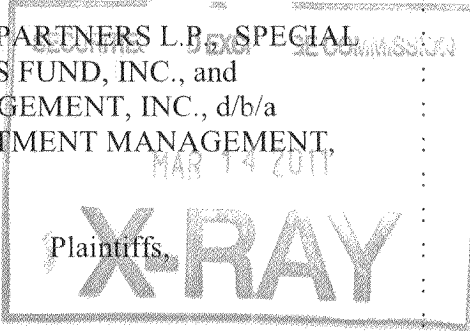 PARTNERS L.P., SPECIAL
S FUND, INC., and
GEMENT, INC., d/b/a
TMENT MANAGEMENT,
MAR 14 2011
Plaintiffs,
X-RAY